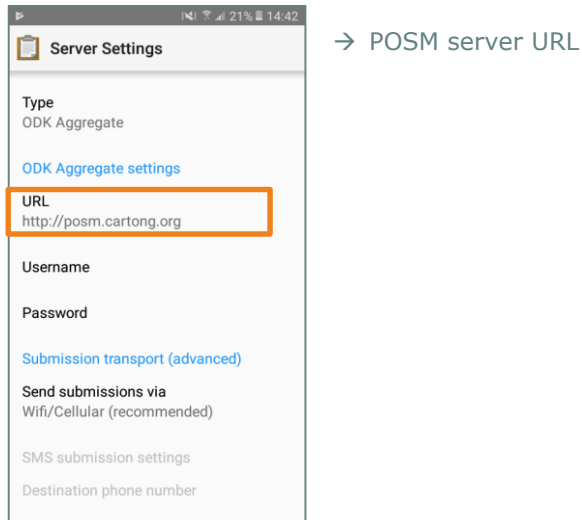 21% 14:42
Server Settings
→ POSM server URL
Type
ODK Aggregate
ODK Aggregate settings
URL
http://posm.cartong.org
Username
Password
Submission transport (advanced)
Send submissions via
Wifi/Cellular (recommended)
SMS submission settings
Destination phone number